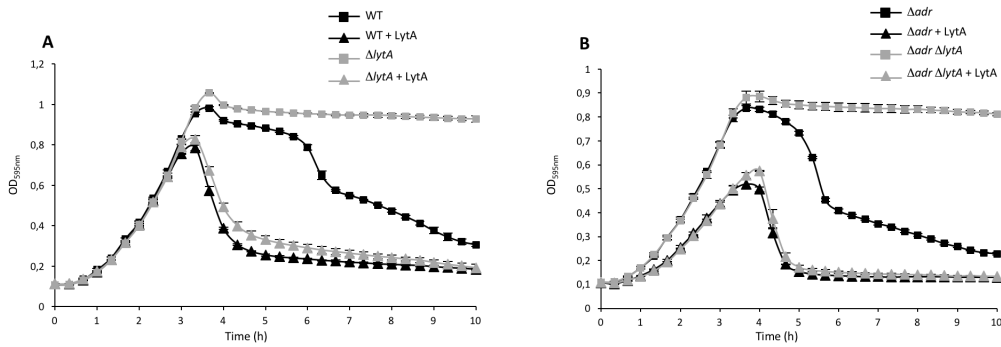 A
WT
WT + LytA
ΔlytA
ΔlytA + LytA
1,2
1
0,8
0,6
0,4
0,2
0
OD595nm
0 1 2 3 4 5 6 7 8 9 10
Time (h)
B
Δadr
Δadr + LytA
Δadr ΔlytA
Δadr ΔlytA + LytA
1
0,9
0,8
0,7
0,6
0,5
0,4
0,3
0,2
0,1
0
OD595nm
0 1 2 3 4 5 6 7 8 9 10
Time (h)